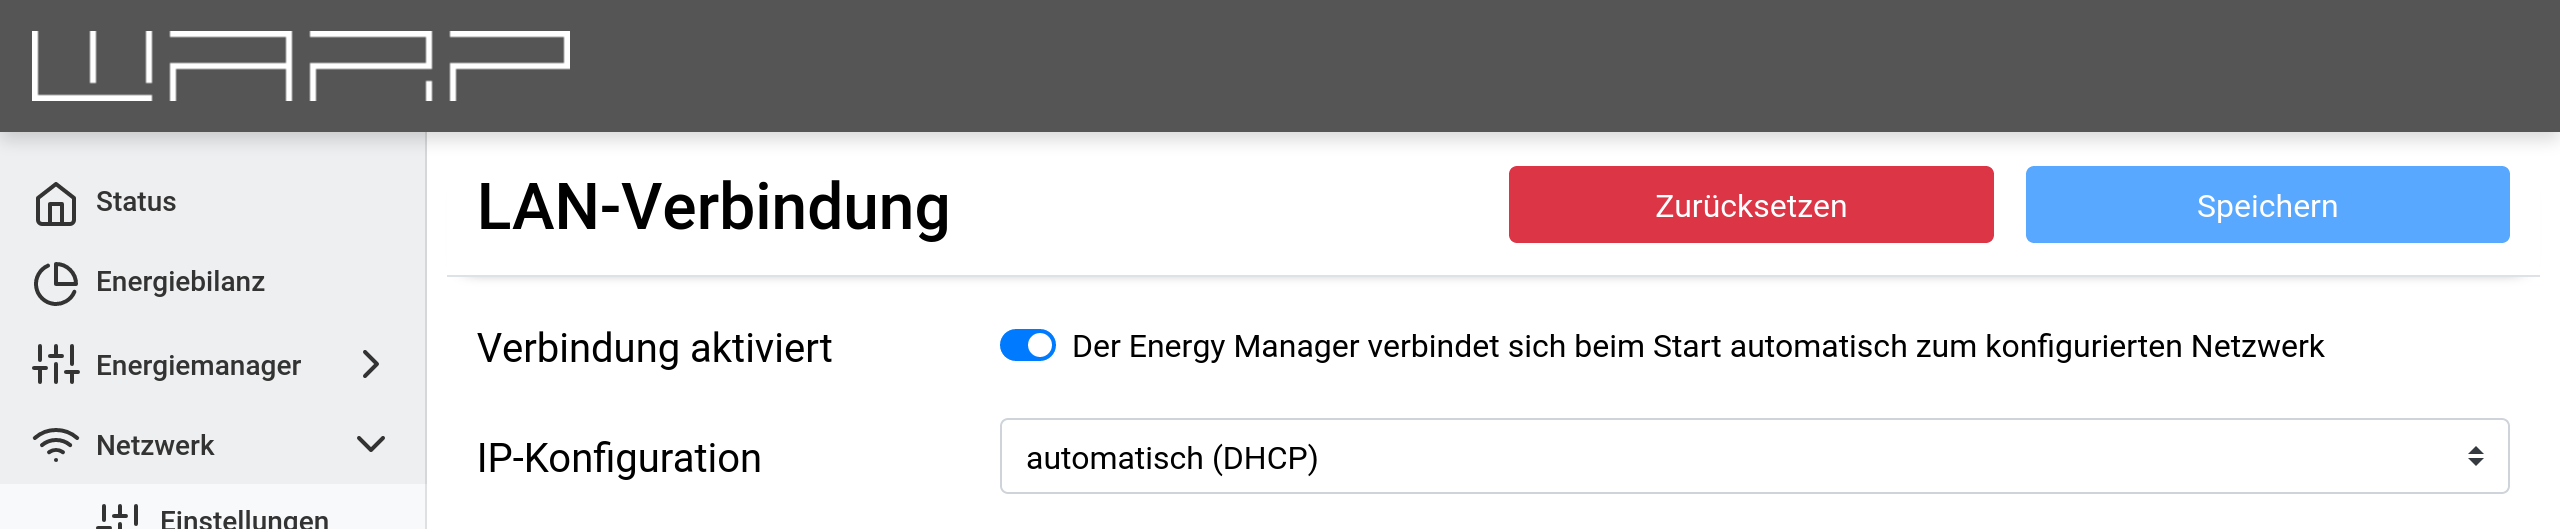 WARP
Status
Energiebilanz
Energiemanager
Netzwerk
Einstellungen
LAN-Verbindung
Zurücksetzen
Speichern
Verbindung aktiviert
Der Energy Manager verbindet sich beim Start automatisch zum konfigurierten Netzwerk
IP-Konfiguration
automatisch (DHCP)